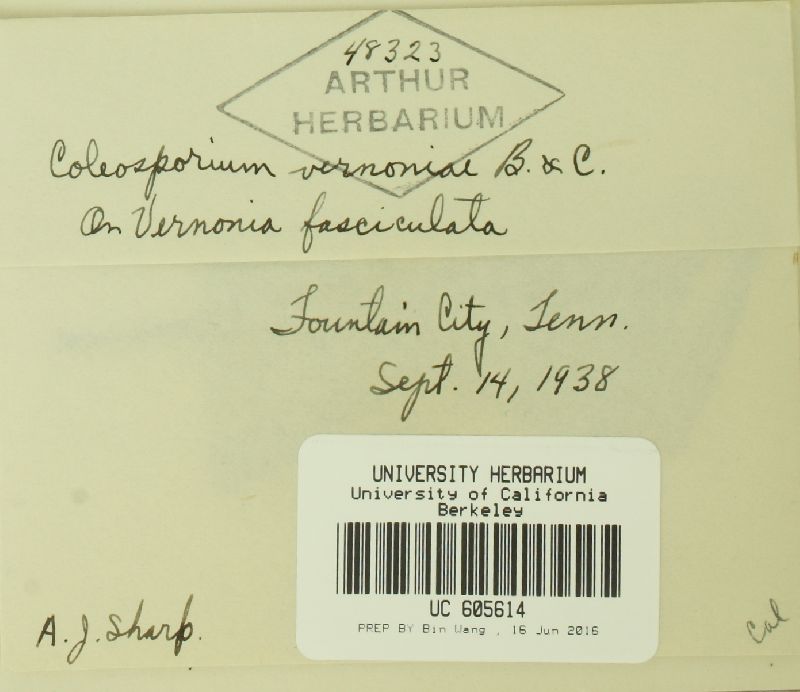 48323
ARTHUR
HERBARIUM
Coleosporium vernoniae B. & C.
On Vernonia fasciculata
Fountain City, Tenn.
Sept. 14, 1938
UNIVERSITY HERBARIUM
University of California
Berkeley
UC 605614
PREP BY Bin Wang , 16 Jun 2016
A. J. Sharp.
Cal